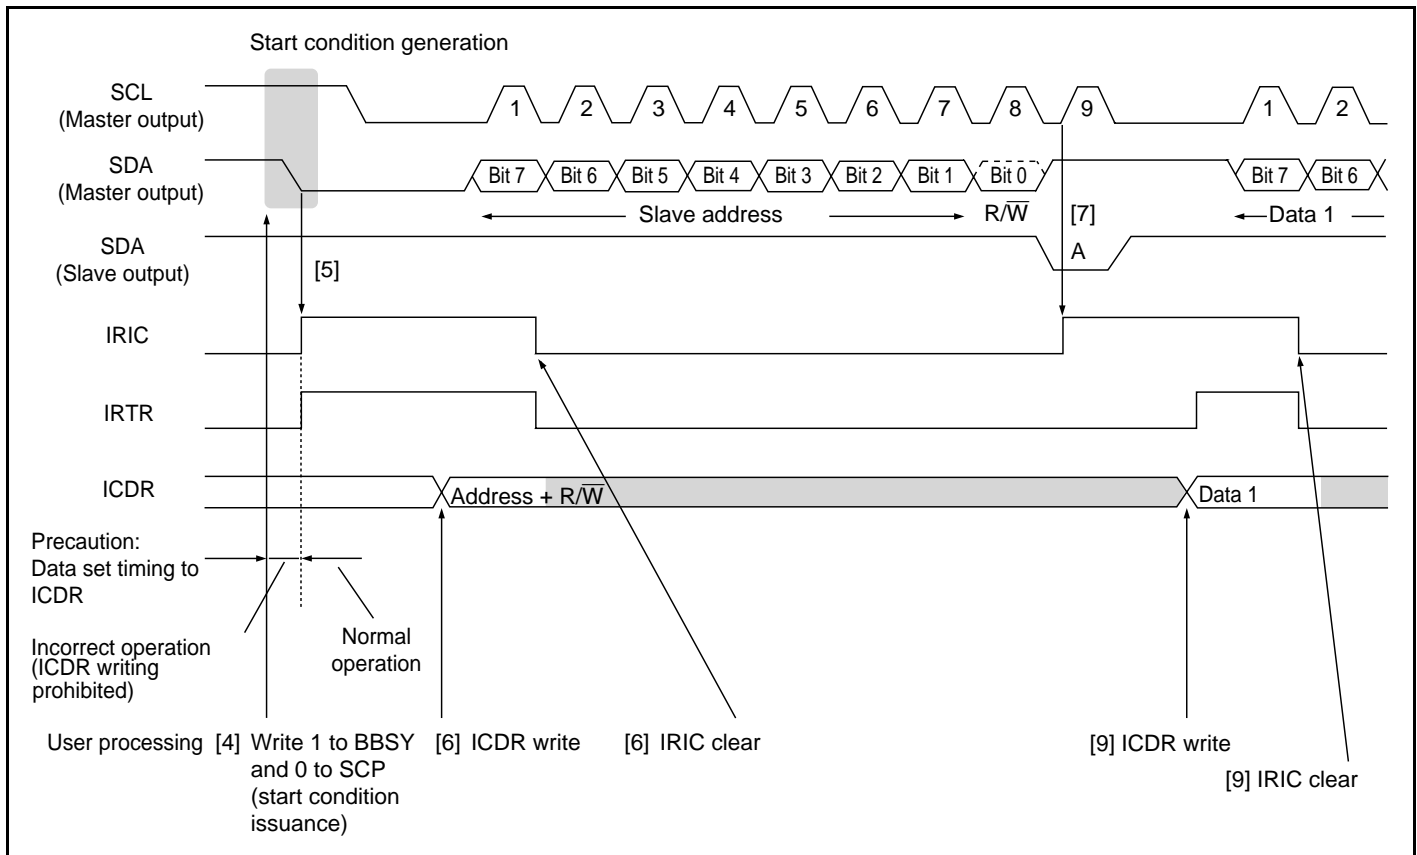 Start condition generation
SCL
(Master output)
1 2 3 4 5 6 7 8 9 1 2
SDA
(Master output)
Bit 7 Bit 6 Bit 5 Bit 4 Bit 3 Bit 2 Bit 1 Bit 0 Bit 7 Bit 6
Slave address R/W̅ [7] Data 1
SDA
(Slave output)
A
[5]
IRIC
IRTR
ICDR
Address + R/W̅ Data 1
Precaution:
Data set timing to
ICDR
Incorrect operation
(ICDR writing
prohibited)
Normal
operation
User processing [4] Write 1 to BBSY
and 0 to SCP
(start condition
issuance)
[6] ICDR write
[6] IRIC clear
[9] ICDR write
[9] IRIC clear